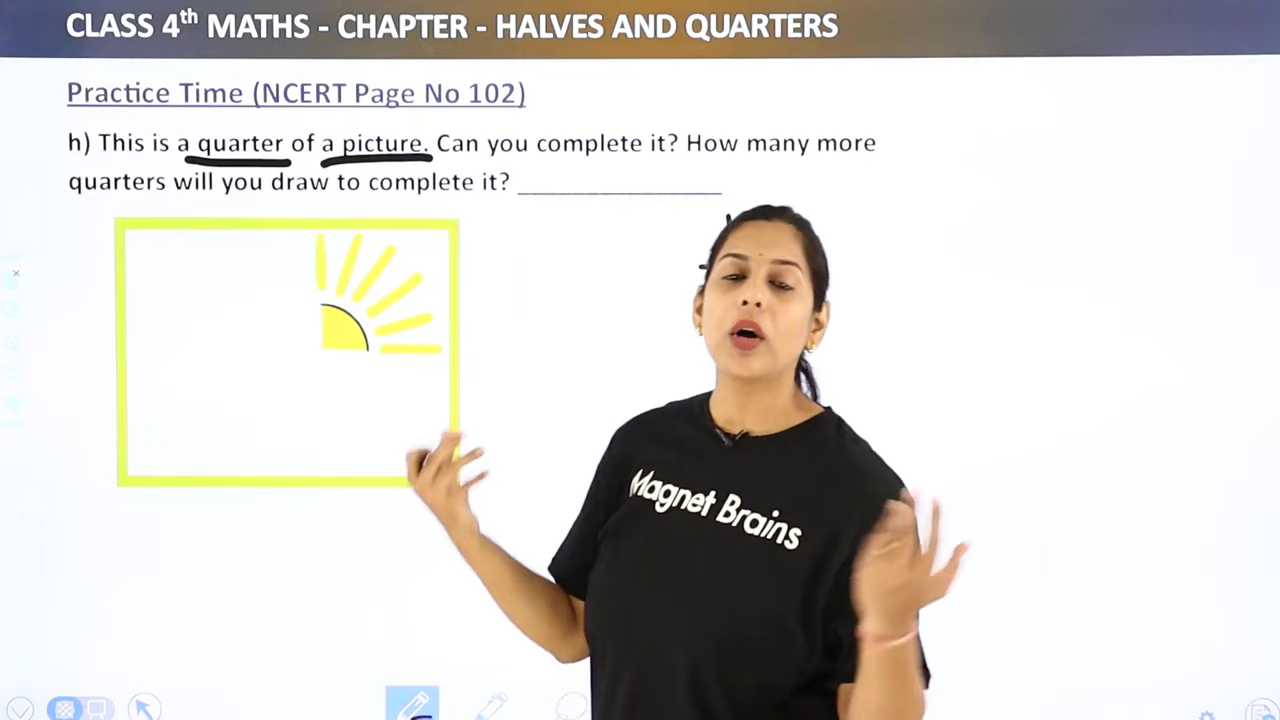 CLASS 4th MATHS - CHAPTER - HALVES AND QUARTERS
Practice Time (NCERT Page No 102)
h) This is a quarter of a picture. Can you complete it? How many more
quarters will you draw to complete it? _______________
Magnet Brains